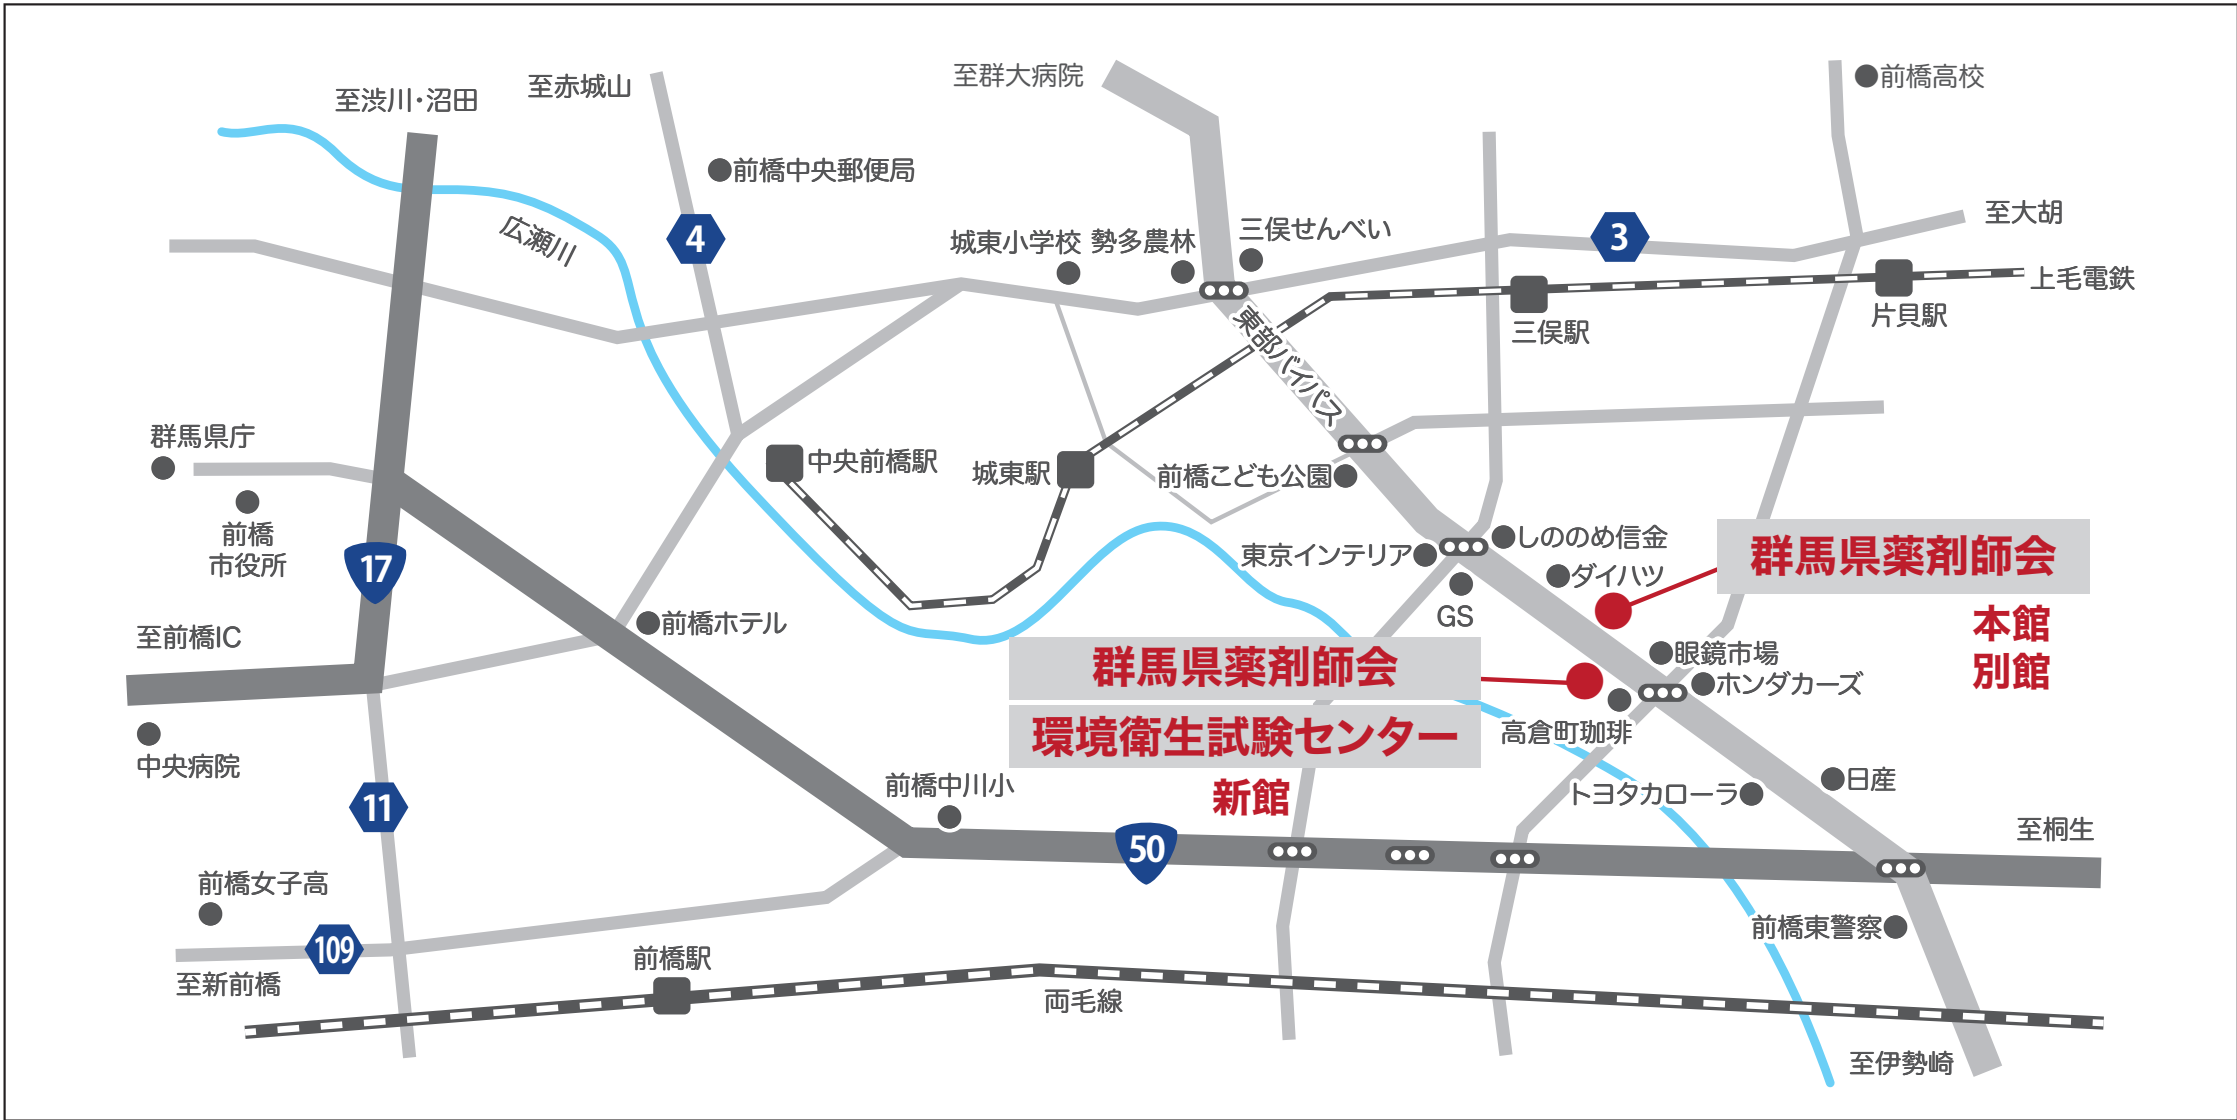 至渋川・沼田
至赤城山
至群大病院
前橋高校
前橋中央郵便局
広瀬川
4
城東小学校
勢多農林
三俣せんべい
3
至大胡
上毛電鉄
三俣駅
片貝駅
東部バイパス
群馬県庁
前橋
市役所
中央前橋駅
城東駅
前橋こども公園
17
東京インテリア
しののめ信金
ダイハツ
GS
群馬県薬剤師会
本館
別館
至前橋IC
前橋ホテル
群馬県薬剤師会
環境衛生試験センター
新館
眼鏡市場
ホンダカーズ
高倉町珈琲
中央病院
11
前橋中川小
50
トヨタカローラ
日産
至桐生
前橋女子高
109
至新前橋
前橋駅
両毛線
前橋東警察
至伊勢崎